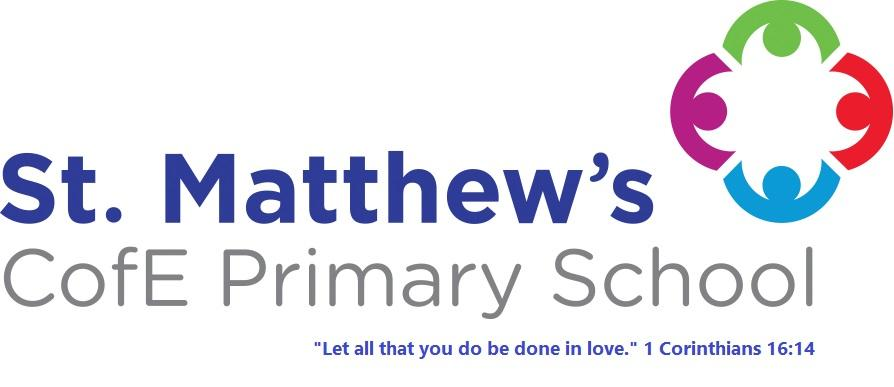 St. Matthew’s
CofE Primary School
"Let all that you do be done in love." 1 Corinthians 16:14